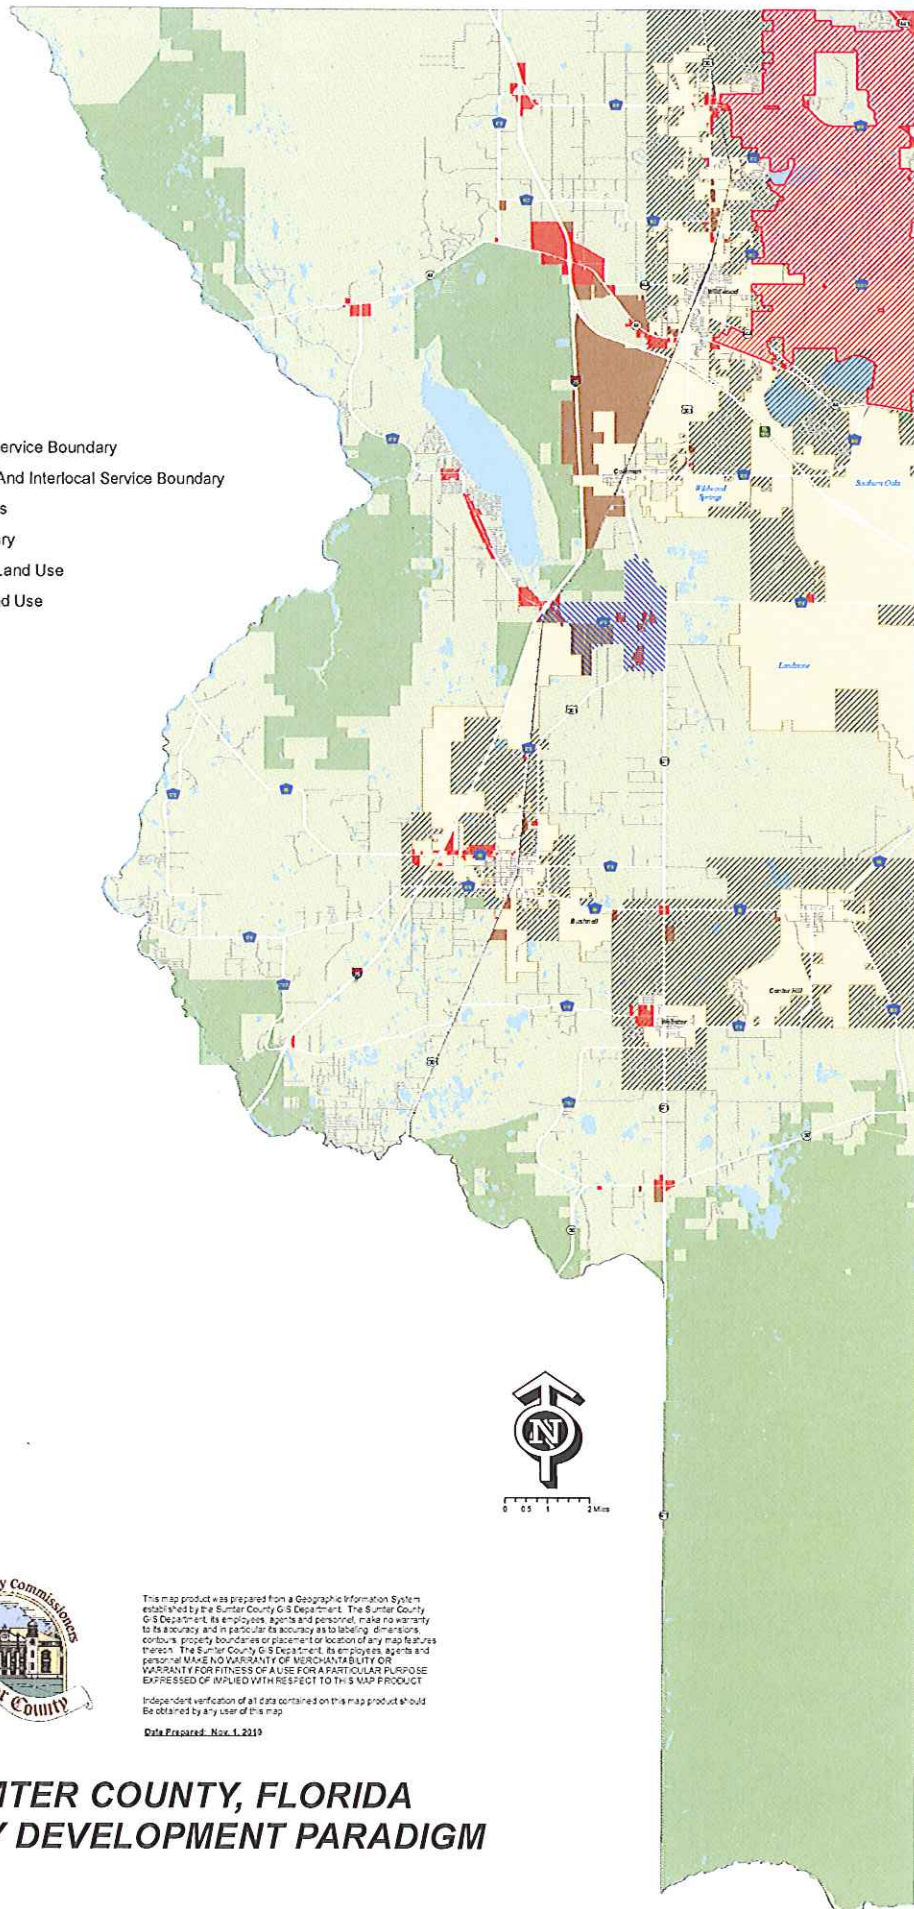 ervice Boundary
And Interlocal Service Boundary
s
ry
Land Use
d Use
Wildwood
Coleman
Wildwood
Springs
Southern Oaks
Landstone
Bushnell
Center Hill
Webster
N
0 0.5 1 2 Miles
y Commissioners
r County
This map product was prepared from a Geographic Information System
established by the Sumter County GIS Department. The Sumter County
GIS Department, its employees, agents and personnel, make no warranty
to its accuracy, and in particular its accuracy as to labeling, dimensions,
contours, property boundaries or placement or location of any map features
thereon. The Sumter County GIS Department, its employees, agents and
personnel MAKE NO WARRANTY OF MERCHANTABILITY OR
WARRANTY FOR FITNESS OF A USE FOR A PARTICULAR PURPOSE
EXPRESSED OF IMPLIED WITH RESPECT TO THIS MAP PRODUCT
Independent verification of all data contained on this map product should
Be obtained by any user of this map
Date Prepared: Nov. 1, 2010
MTER COUNTY, FLORIDA
Y DEVELOPMENT PARADIGM